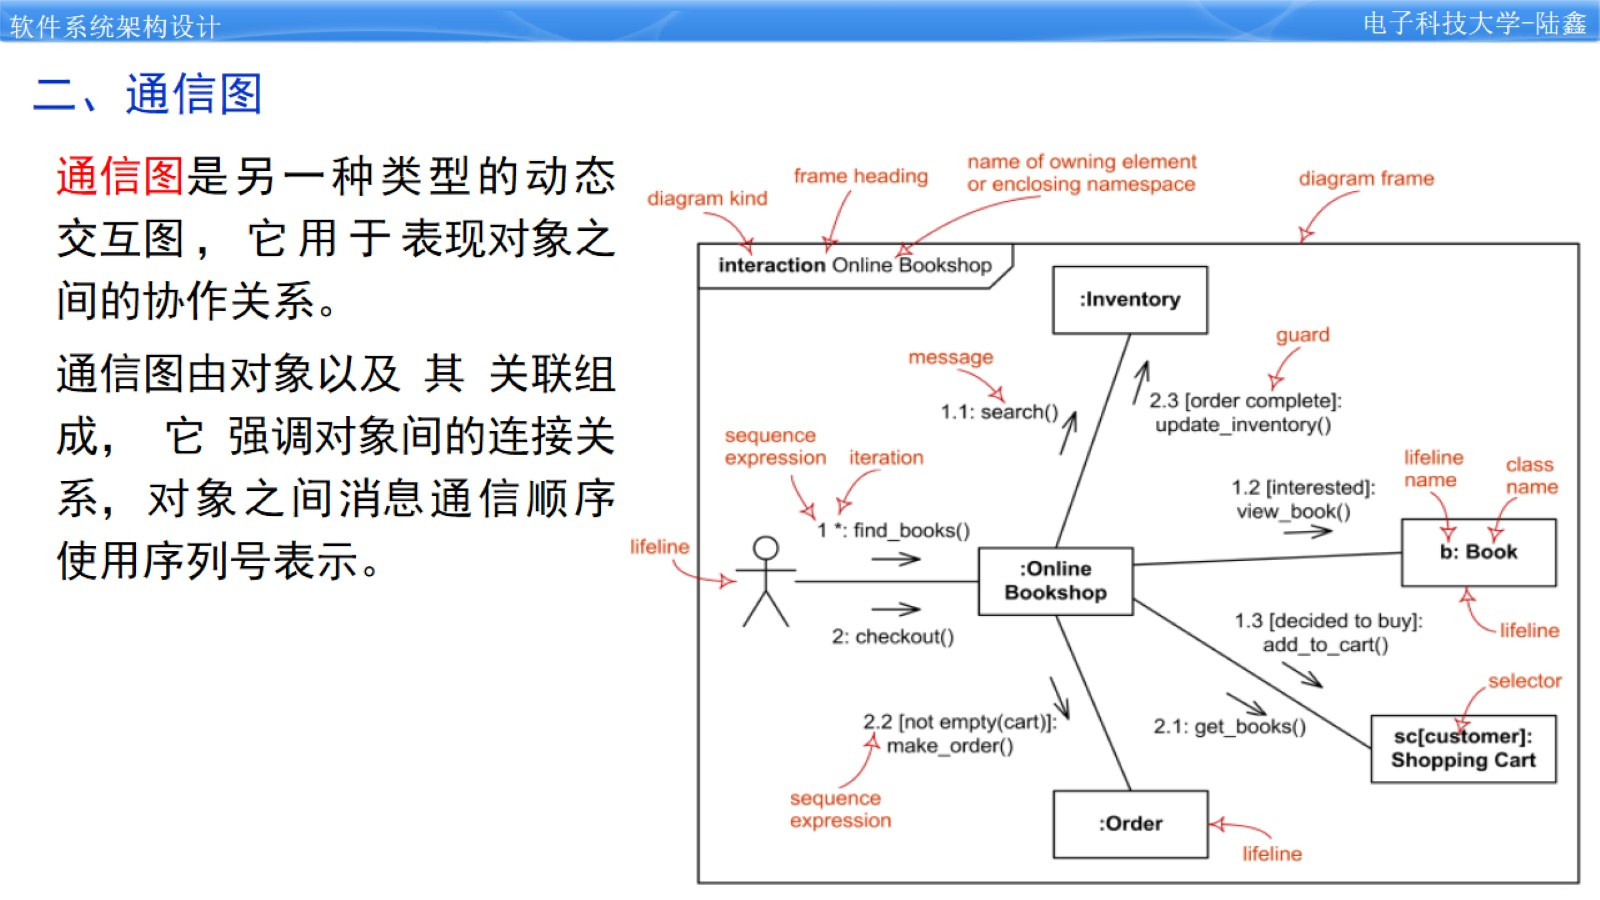 软件系统架构设计
电子科技大学-陆鑫
二、通信图
通信图是另一种类型的动态
交互图，它用于表现对象之
间的协作关系。
通信图由对象以及 其 关联组
成， 它 强调对象间的连接关
系，对象之间消息通信顺序
使用序列号表示。
diagram kind
frame heading
name of owning element
or enclosing namespace
diagram frame
interaction Online Bookshop
:Inventory
guard
message
1.1: search()
2.3 [order complete]:
update_inventory()
sequence
expression
iteration
lifeline
name
class
name
1.2 [interested]:
view_book()
1 *: find_books()
lifeline
:Online
Bookshop
b: Book
2: checkout()
1.3 [decided to buy]:
add_to_cart()
lifeline
selector
2.2 [not empty(cart)]:
make_order()
2.1: get_books()
sc[customer]:
Shopping Cart
sequence
expression
:Order
lifeline